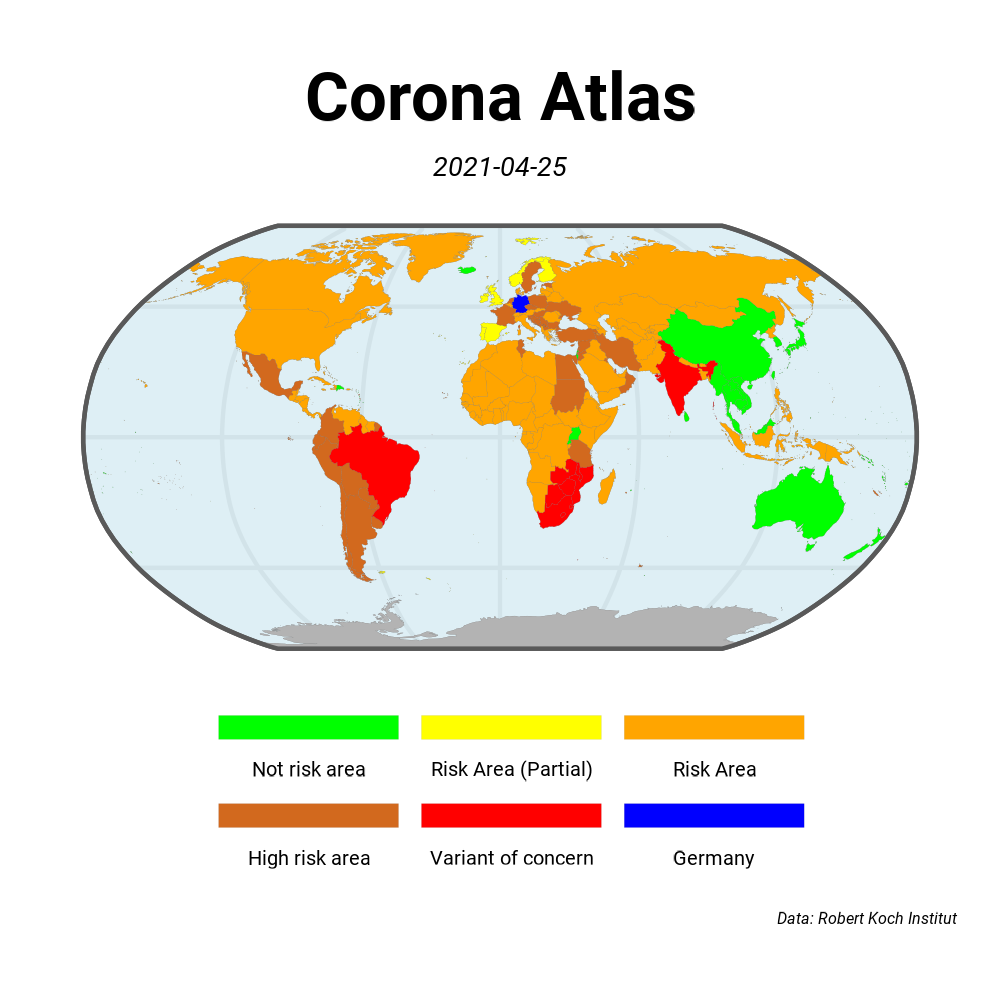 Corona Atlas
2021-04-25
Not risk area
Risk Area (Partial)
Risk Area
High risk area
Variant of concern
Germany
Data: Robert Koch Institut